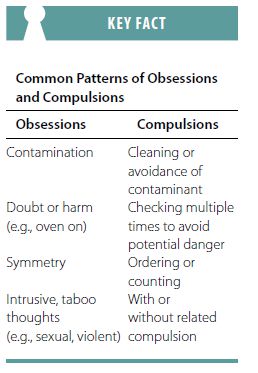 KEY FACT
Common Patterns of Obsessions
and Compulsions
Obsessions Compulsions
Contamination Cleaning or
avoidance of
contaminant
Doubt or harm Checking multiple
(e.g., oven on) times to avoid
potential danger
Symmetry Ordering or
counting
Intrusive, taboo With or
thoughts without related
(e.g., sexual, violent) compulsion